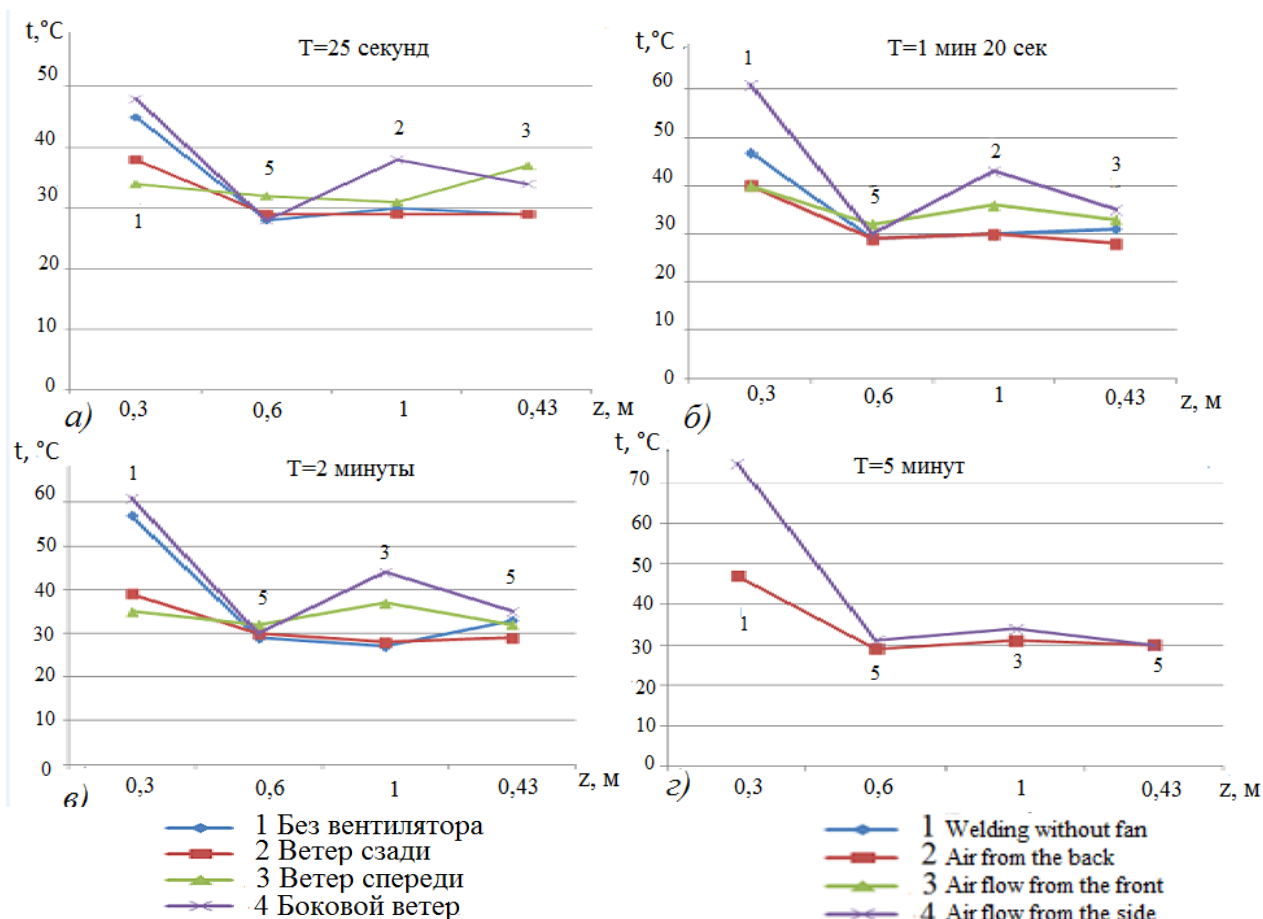 t,°C
T=25 секунд
50
40
30
20
10
0
1
5
2
3
а)
0,3
0,6
1
0,43
z, м
t,°C
T=1 мин 20 сек
60
50
40
30
20
10
0
1
5
2
3
б)
0,3
0,6
1
0,43
z, м
t, °C
T=2 минуты
60
50
40
30
20
10
0
1
5
3
5
в)
0,3
0,6
1
0,43
z, м
t, °C
T=5 минут
70
60
50
40
30
20
10
0
1
5
3
5
г)
0,3
0,6
1
0,43
z, м
1 Без вентилятора
2 Ветер сзади
3 Ветер спереди
4 Боковой ветер
1 Welding without fan
2 Air from the back
3 Air flow from the front
4 Air flow from the side